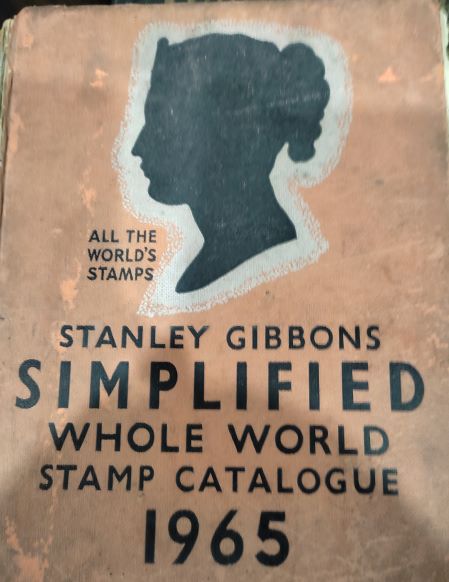 ALL THE
WORLD'S
STAMPS
STANLEY GIBBONS
SIMPLIFIED
WHOLE WORLD
STAMP CATALOGUE
1965